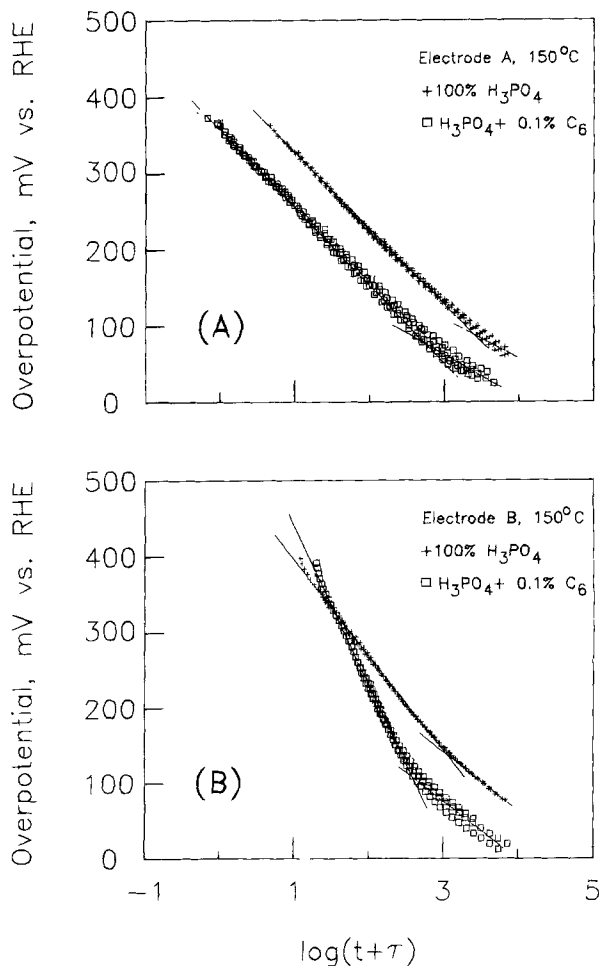 500
400
300
200
100
0
Overpotential, mV vs. RHE
Electrode A, 150°C
+100% H₃PO₄
□ H₃PO₄+ 0.1% C₆
(A)
500
400
300
200
100
0
Overpotential, mV vs. RHE
Electrode B, 150°C
+100% H₃PO₄
□ H₃PO₄+ 0.1% C₆
(B)
−1 1 3 5
log(t+τ)